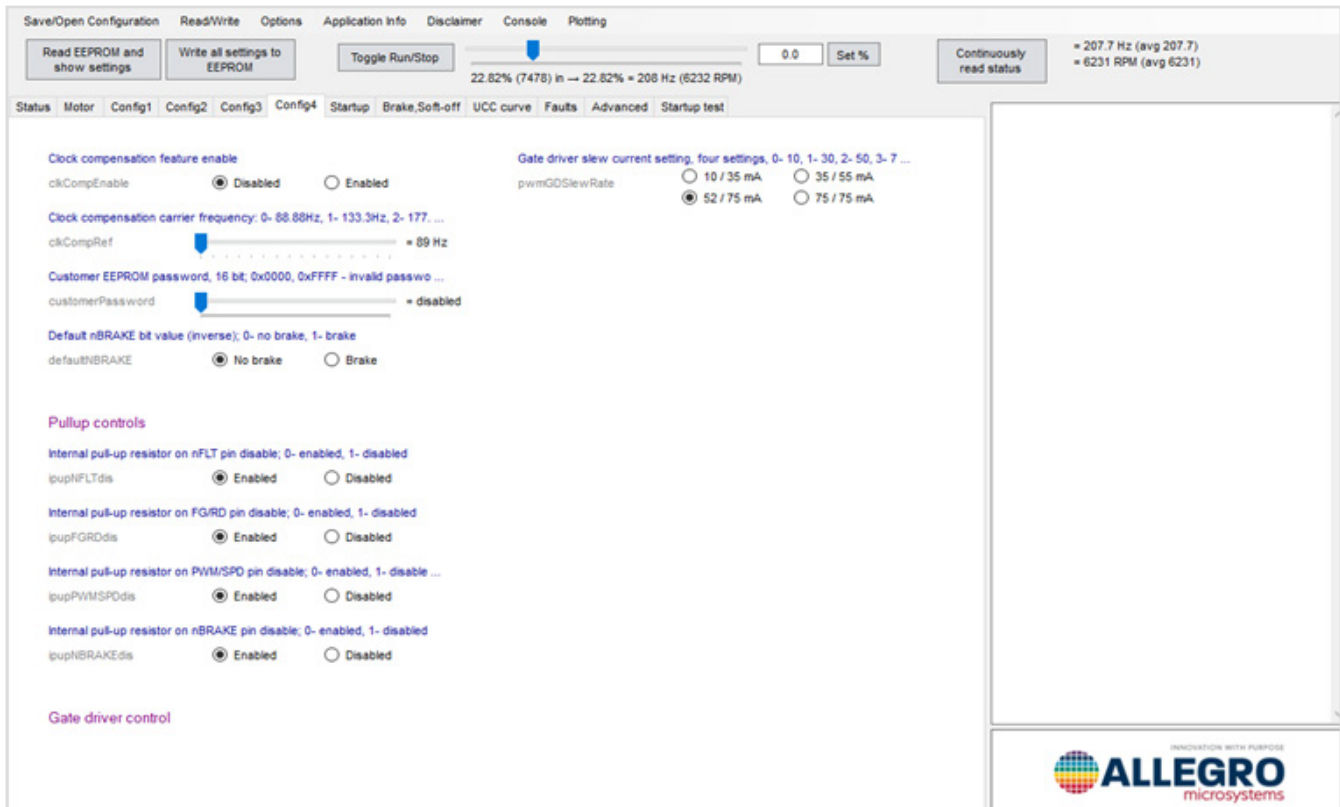 Save/Open Configuration Read/Write Options Application Info Disclaimer Console Plotting
Read EEPROM and show settings
Write all settings to EEPROM
Toggle Run/Stop
22.82% (7478) in → 22.82% = 208 Hz (6232 RPM)
0.0
Set %
Continuously read status
= 207.7 Hz (avg 207.7)
= 6231 RPM (avg 6231)
Status Motor Config1 Config2 Config3 Config4 Startup Brake,Soft-off UCC curve Faults Advanced Startup test
Clock compensation feature enable
clkCompEnable Disabled Enabled
Clock compensation carrier frequency: 0- 88.88Hz, 1- 133.3Hz, 2- 177. ...
clkCompRef = 89 Hz
Customer EEPROM password, 16 bit; 0x0000, 0xFFFF - invalid passwo ...
customerPassword = disabled
Default nBRAKE bit value (inverse); 0- no brake, 1- brake
defaultNBRAKE No brake Brake
Pullup controls
Internal pull-up resistor on nFLT pin disable; 0- enabled, 1- disabled
ipupNFLTdis Enabled Disabled
Internal pull-up resistor on FG/RD pin disable; 0- enabled, 1- disabled
ipupFGRDdis Enabled Disabled
Internal pull-up resistor on PWM/SPD pin disable; 0- enabled, 1- disable ...
ipupPWMSPDdis Enabled Disabled
Internal pull-up resistor on nBRAKE pin disable; 0- enabled, 1- disabled
ipupNBRAKEdis Enabled Disabled
Gate driver control
Gate driver slew current setting, four settings, 0- 10, 1- 30, 2- 50, 3- 7 ...
pwmGDSlewRate 10 / 35 mA 35 / 55 mA
52 / 75 mA 75 / 75 mA
INNOVATION WITH PURPOSE
ALLEGRO
microsystems